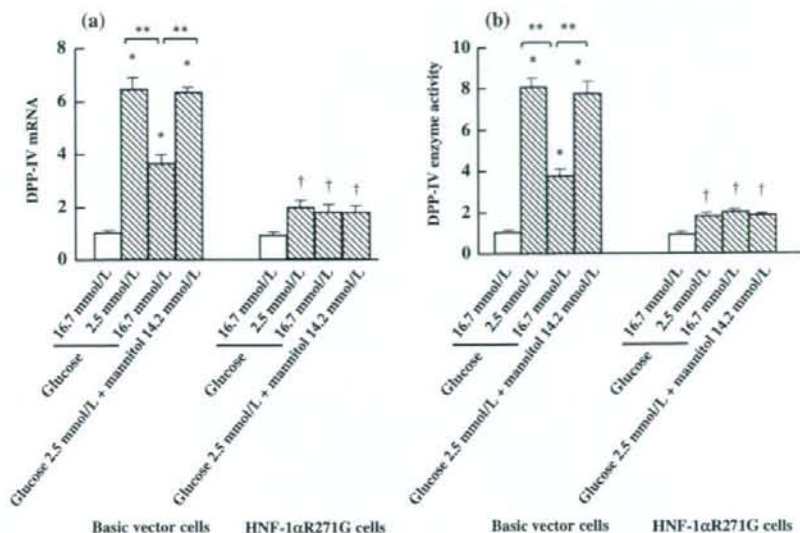 (a)
** **
* *
*
8
6
4
2
0
DPP-IV mRNA
† † †
16.7 mmol/L
2.5 mmol/L
16.7 mmol/L
Glucose 2.5 mmol/L + mannitol 14.2 mmol/L
Glucose
16.7 mmol/L
2.5 mmol/L
16.7 mmol/L
Glucose 2.5 mmol/L + mannitol 14.2 mmol/L
Glucose
Basic vector cells
HNF-1αR271G cells
(b)
** **
* *
*
10
8
6
4
2
0
DPP-IV enzyme activity
† † †
16.7 mmol/L
2.5 mmol/L
16.7 mmol/L
Glucose 2.5 mmol/L + mannitol 14.2 mmol/L
Glucose
16.7 mmol/L
2.5 mmol/L
16.7 mmol/L
Glucose 2.5 mmol/L + mannitol 14.2 mmol/L
Glucose
Basic vector cells
HNF-1αR271G cells